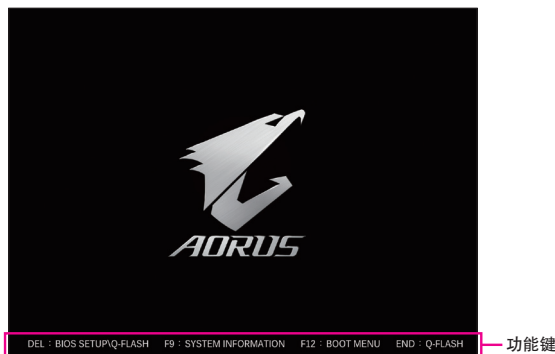 AORUS
DEL : BIOS SETUP\Q-FLASH F9 : SYSTEM INFORMATION F12 : BOOT MENU END : Q-FLASH
功能键